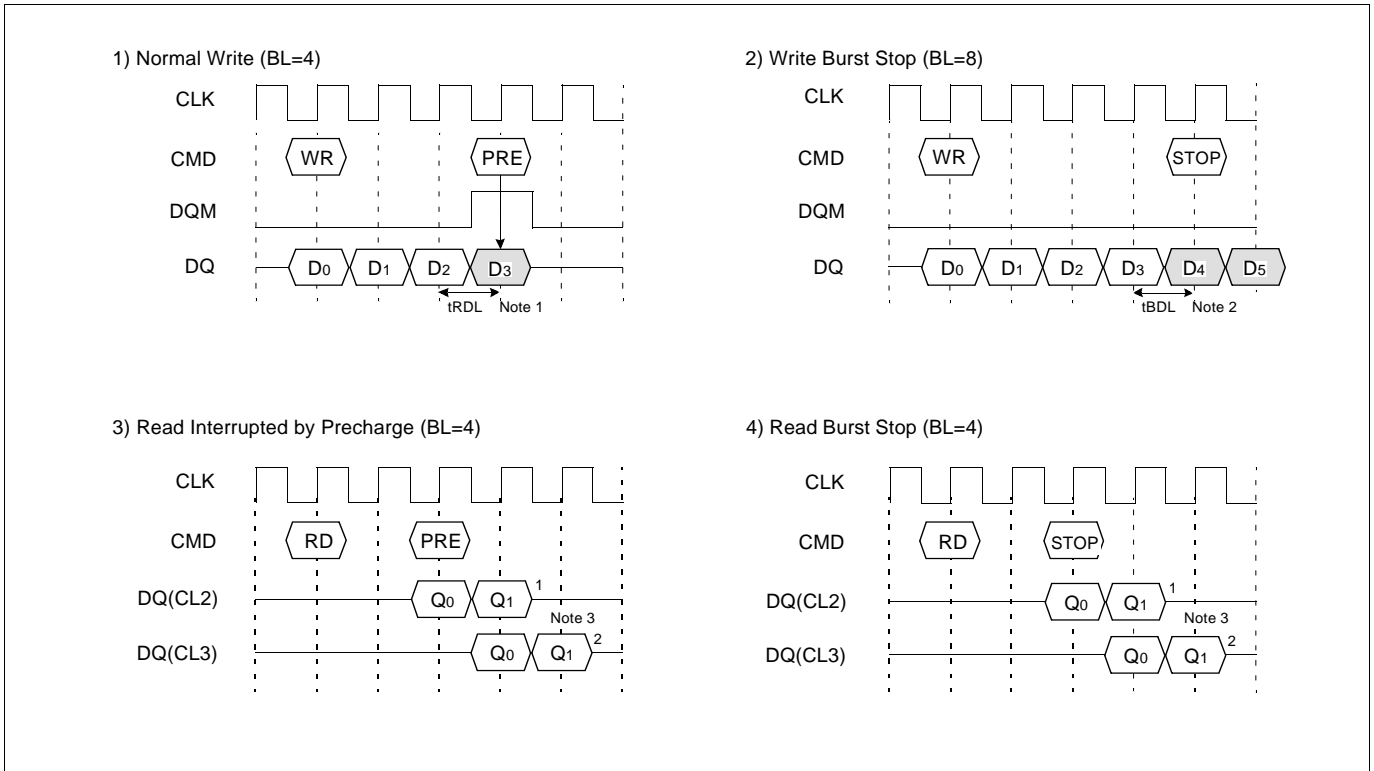 1) Normal Write (BL=4)
CLK
CMD
WR
PRE
DQM
DQ
D0
D1
D2
D3
tRDL
Note 1
2) Write Burst Stop (BL=8)
CLK
CMD
WR
STOP
DQM
DQ
D0
D1
D2
D3
D4
D5
tBDL
Note 2
3) Read Interrupted by Precharge (BL=4)
CLK
CMD
RD
PRE
DQ(CL2)
Q0
Q1
1
Note 3
DQ(CL3)
Q0
Q1
2
4) Read Burst Stop (BL=4)
CLK
CMD
RD
STOP
DQ(CL2)
Q0
Q1
1
Note 3
DQ(CL3)
Q0
Q1
2